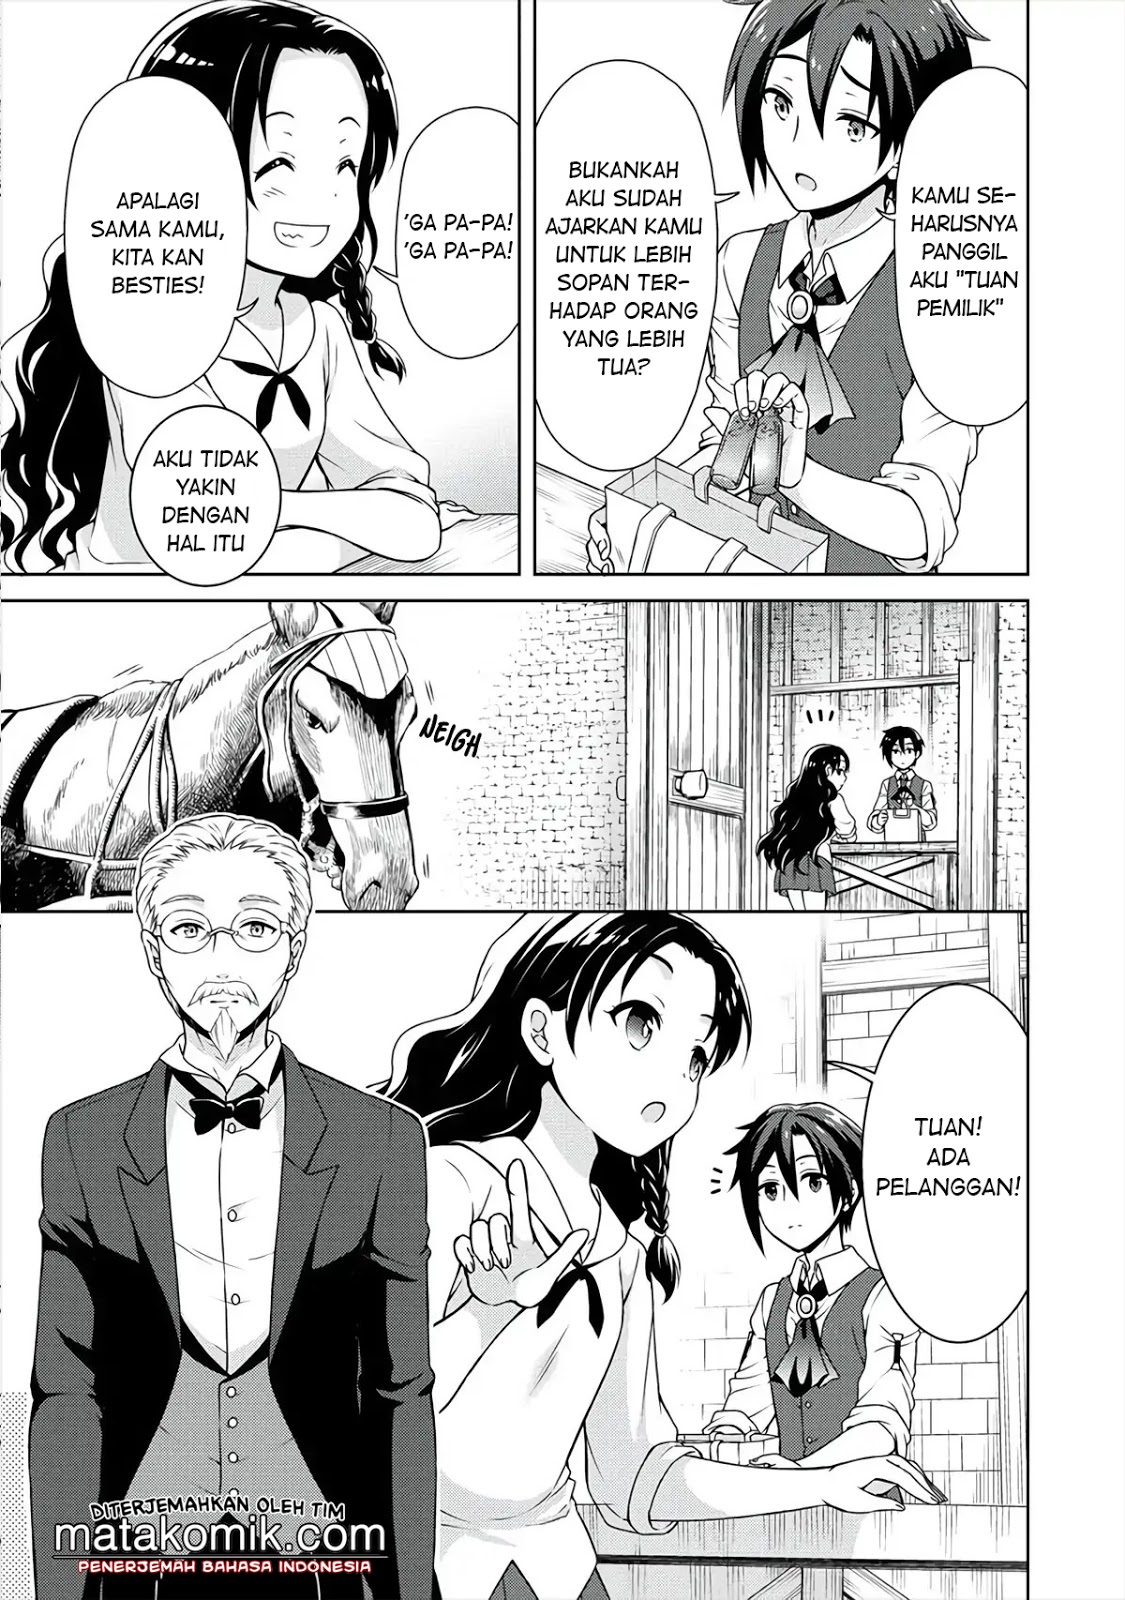 KAMU SE-
HARUSNYA
PANGGIL
AKU "TUAN
PEMILIK"
BUKANKAH
AKU SUDAH
AJARKAN KAMU
UNTUK LEBIH
SOPAN TER-
HADAP ORANG
YANG LEBIH
TUA?
'GA PA-PA!
'GA PA-PA!
APALAGI
SAMA KAMU,
KITA KAN
BESTIES!
AKU TIDAK
YAKIN
DENGAN
HAL ITU
NEIGH
TUAN!
ADA
PELANGGAN!
DITERJEMAHKAN OLEH TIM
matakomik.com
PENERJEMAH BAHASA INDONESIA